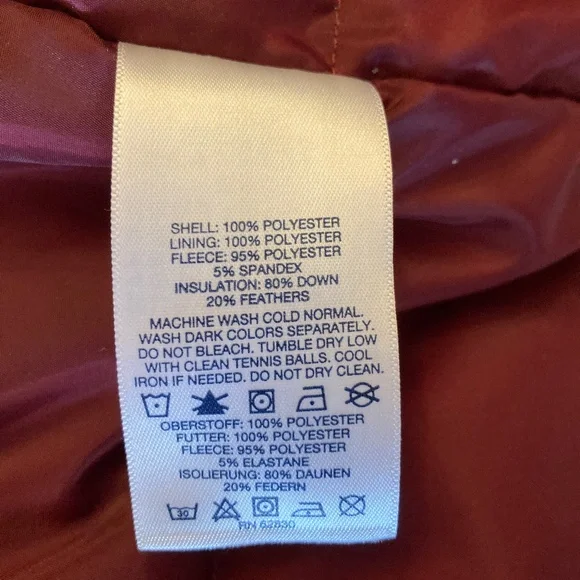 SHELL: 100% POLYESTER
LINING: 100% POLYESTER
FLEECE: 95% POLYESTER
5% SPANDEX
INSULATION: 80% DOWN
20% FEATHERS
MACHINE WASH COLD NORMAL.
WASH DARK COLORS SEPARATELY.
DO NOT BLEACH. TUMBLE DRY LOW
WITH CLEAN TENNIS BALLS. COOL
IRON IF NEEDED. DO NOT DRY CLEAN.
OBERSTOFF: 100% POLYESTER
FUTTER: 100% POLYESTER
FLEECE: 95% POLYESTER
5% ELASTANE
ISOLIERUNG: 80% DAUNEN
20% FEDERN
30
RN 62830